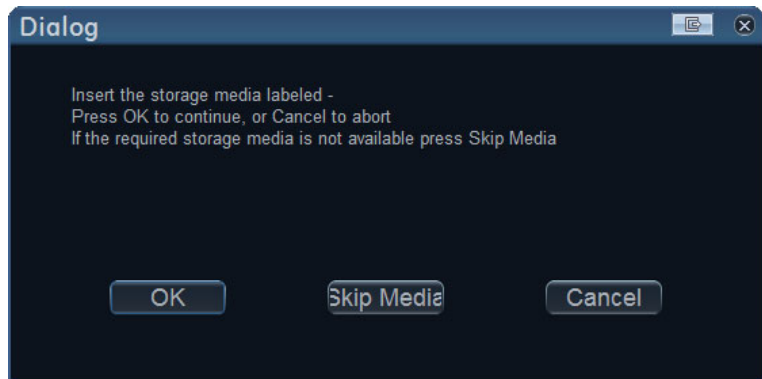 Dialog
Insert the storage media labeled -
Press OK to continue, or Cancel to abort
If the required storage media is not available press Skip Media
OK
Skip Media
Cancel